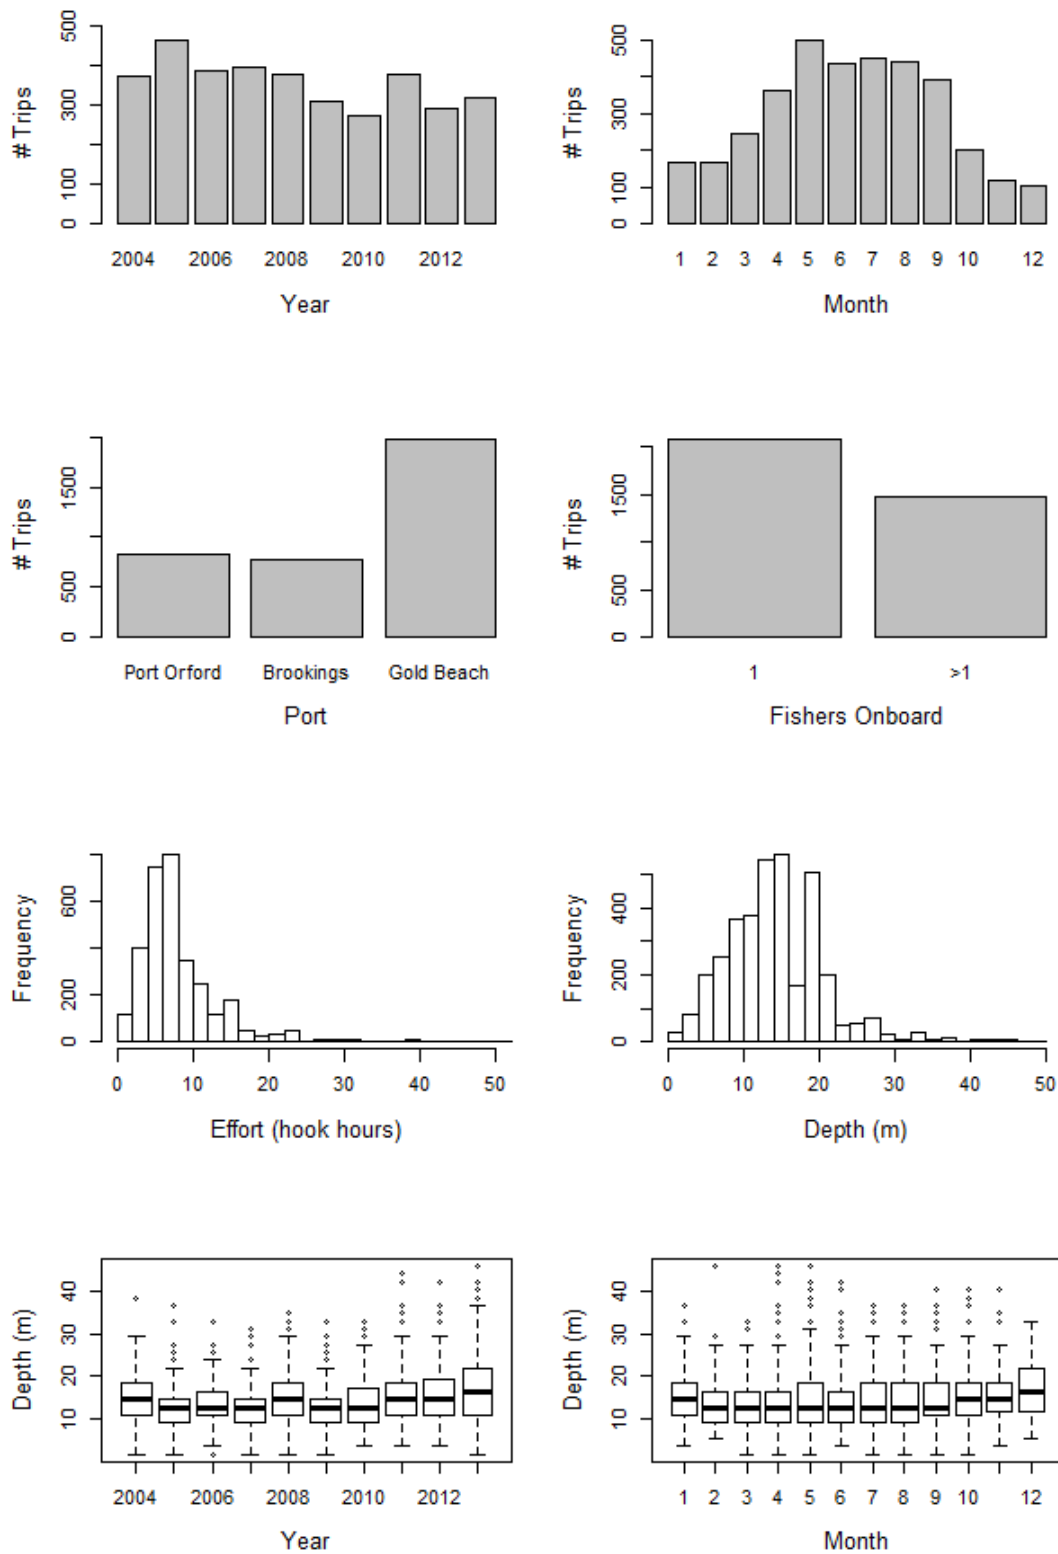 # Trips
0 100 300 500
2004 2006 2008 2010 2012
Year
# Trips
0 100 300 500
1 2 3 4 5 6 7 8 9 10 12
Month
# Trips
0 500 1500
Port Orford Brookings Gold Beach
Port
# Trips
0 500 1500
1 >1
Fishers Onboard
Frequency
0 200 600
0 10 20 30 40 50
Effort (hook hours)
Frequency
0 200 400
0 10 20 30 40 50
Depth (m)
Depth (m)
10 20 30 40
2004 2006 2008 2010 2012
Year
Depth (m)
10 20 30 40
1 2 3 4 5 6 7 8 9 10 12
Month